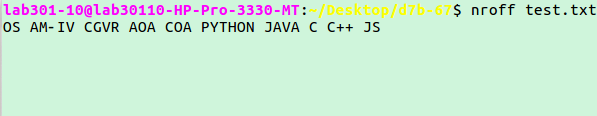 lab301-10@lab30110-HP-Pro-3330-MT:~/Desktop/d7b-67$ nroff test.txt
OS AM-IV CGVR AOA COA PYTHON JAVA C C++ JS